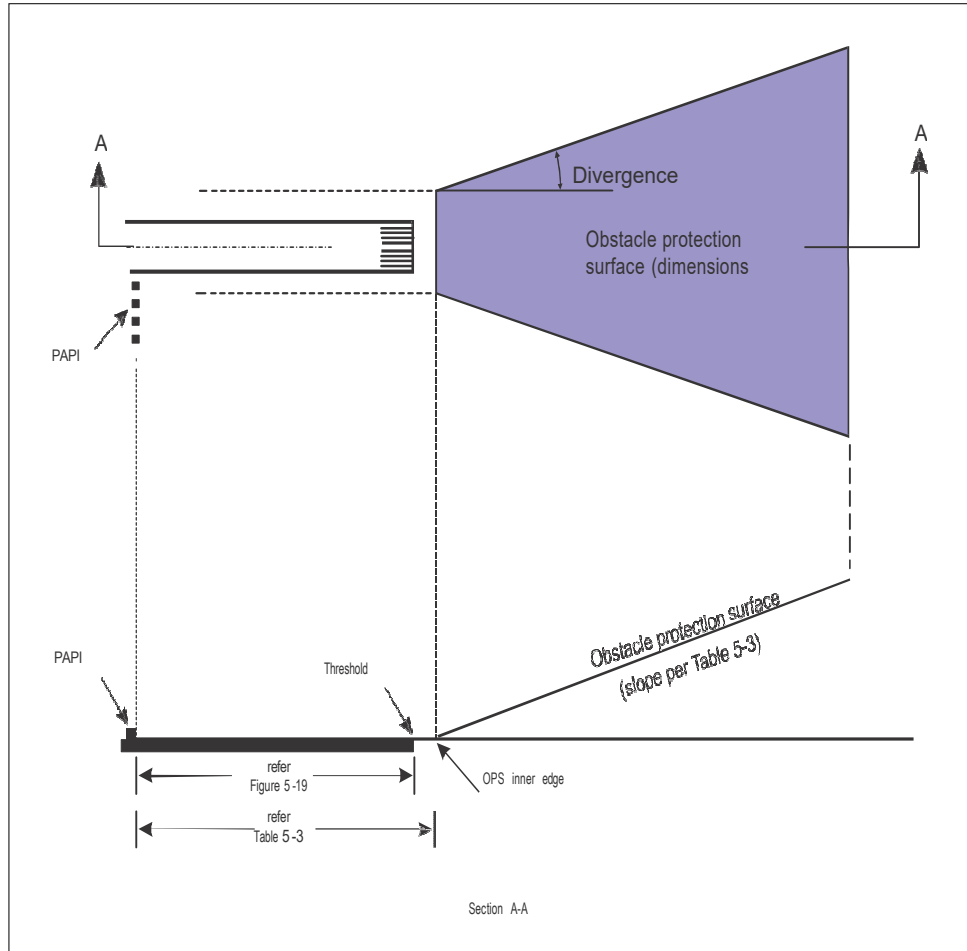 A
A
Divergence
Obstacle protection
surface (dimensions
PAPI
Obstacle protection surface
(slope per Table 5-3)
PAPI
Threshold
refer
Figure 5-19
OPS inner edge
refer
Table 5-3
Section A-A